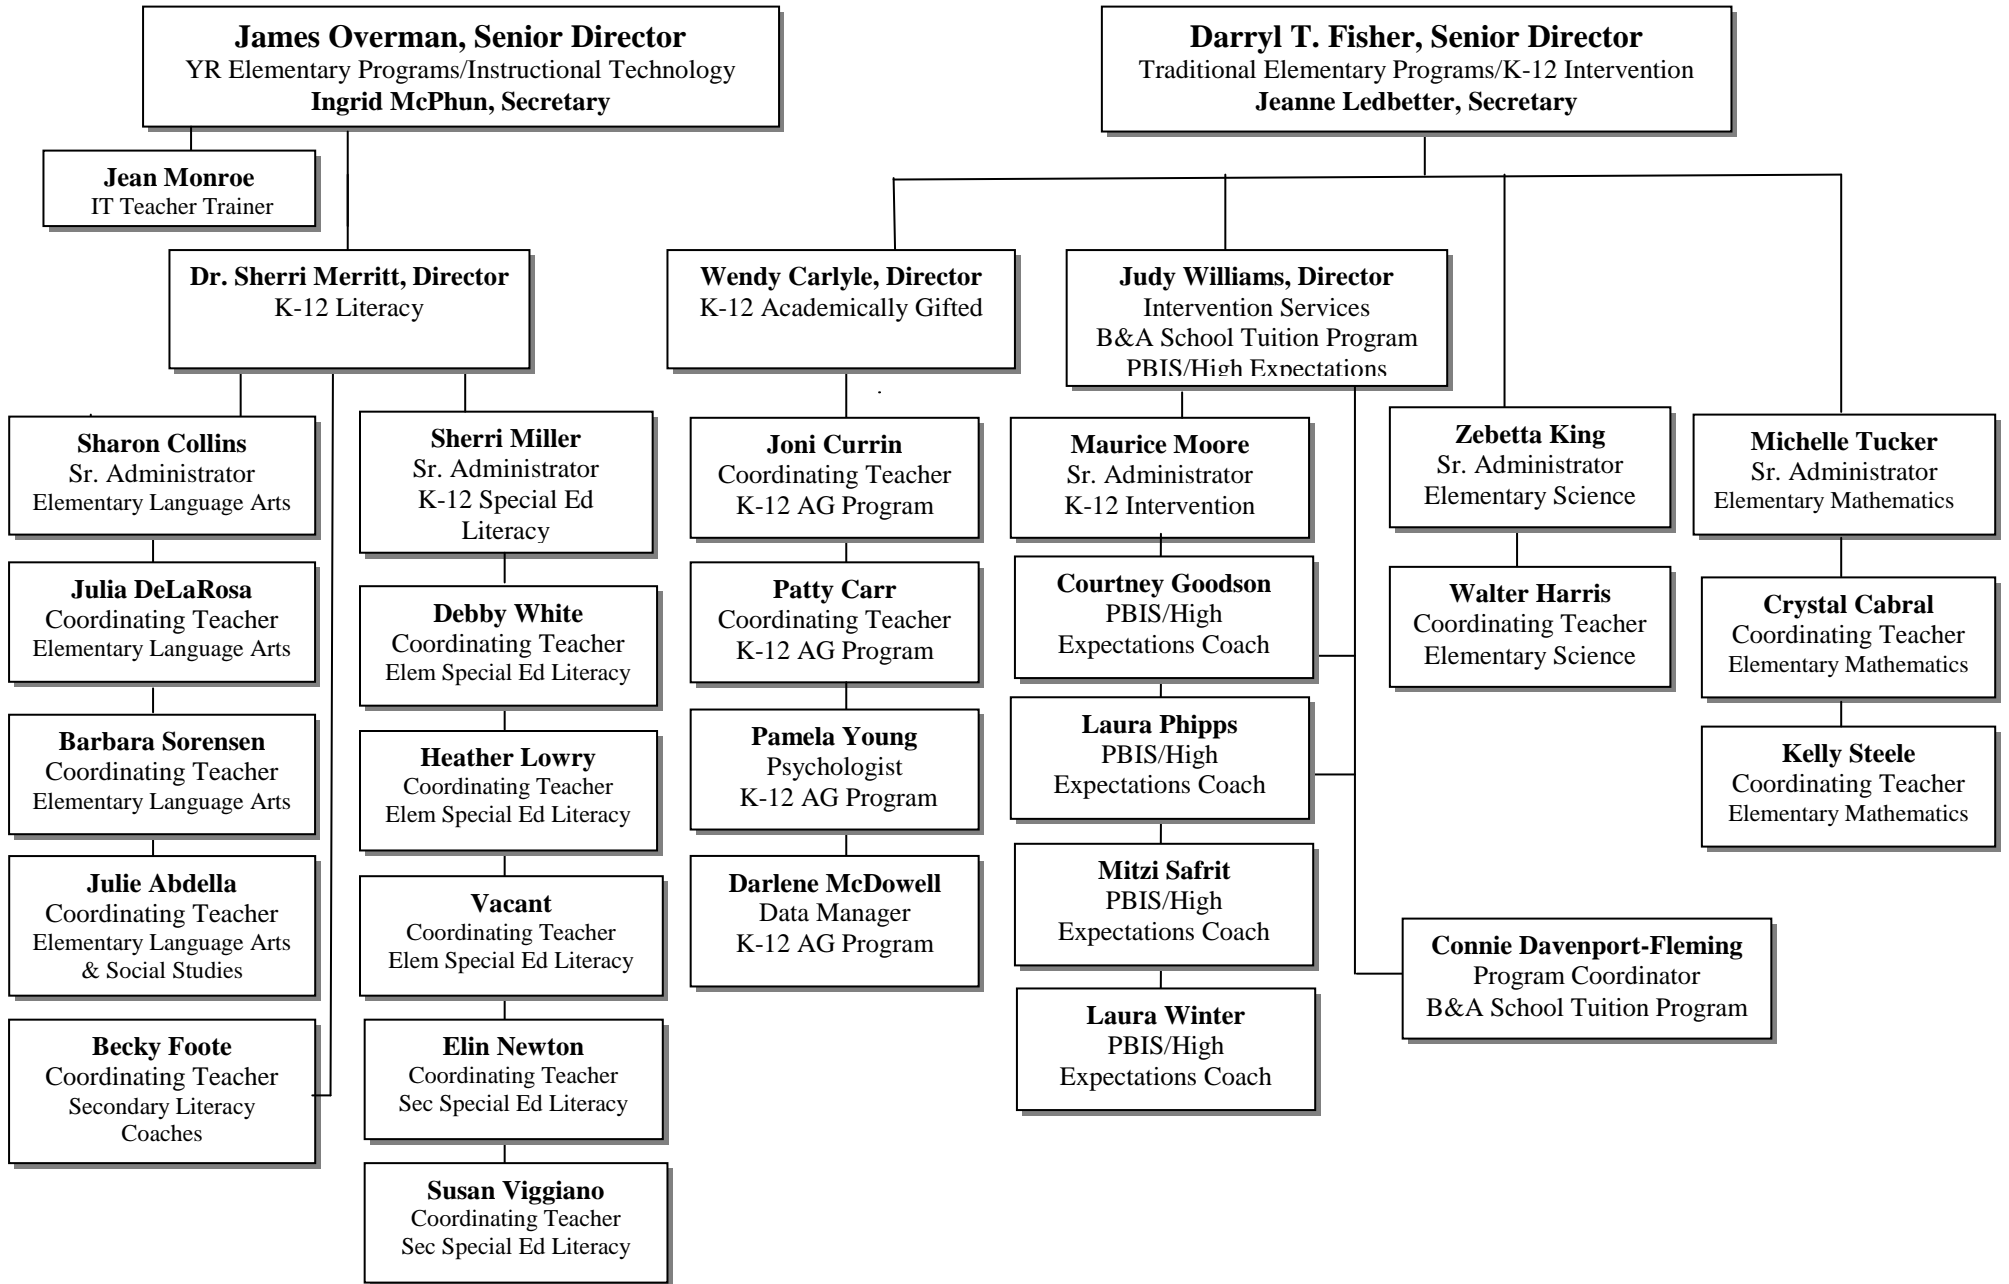 James Overman, Senior Director
YR Elementary Programs/Instructional Technology
Ingrid McPhun, Secretary
Darryl T. Fisher, Senior Director
Traditional Elementary Programs/K-12 Intervention
Jeanne Ledbetter, Secretary
Jean Monroe
IT Teacher Trainer
Dr. Sherri Merritt, Director
K-12 Literacy
Wendy Carlyle, Director
K-12 Academically Gifted
Judy Williams, Director
Intervention Services
B&A School Tuition Program
PBIS/High Expectations
Sharon Collins
Sr. Administrator
Elementary Language Arts
Julia DeLaRosa
Coordinating Teacher
Elementary Language Arts
Barbara Sorensen
Coordinating Teacher
Elementary Language Arts
Julie Abdella
Coordinating Teacher
Elementary Language Arts
& Social Studies
Becky Foote
Coordinating Teacher
Secondary Literacy
Coaches
Sherri Miller
Sr. Administrator
K-12 Special Ed
Literacy
Debby White
Coordinating Teacher
Elem Special Ed Literacy
Heather Lowry
Coordinating Teacher
Elem Special Ed Literacy
Vacant
Coordinating Teacher
Elem Special Ed Literacy
Elin Newton
Coordinating Teacher
Sec Special Ed Literacy
Susan Viggiano
Coordinating Teacher
Sec Special Ed Literacy
Joni Currin
Coordinating Teacher
K-12 AG Program
Patty Carr
Coordinating Teacher
K-12 AG Program
Pamela Young
Psychologist
K-12 AG Program
Darlene McDowell
Data Manager
K-12 AG Program
Maurice Moore
Sr. Administrator
K-12 Intervention
Courtney Goodson
PBIS/High
Expectations Coach
Laura Phipps
PBIS/High
Expectations Coach
Mitzi Safrit
PBIS/High
Expectations Coach
Laura Winter
PBIS/High
Expectations Coach
Zebetta King
Sr. Administrator
Elementary Science
Walter Harris
Coordinating Teacher
Elementary Science
Connie Davenport-Fleming
Program Coordinator
B&A School Tuition Program
Michelle Tucker
Sr. Administrator
Elementary Mathematics
Crystal Cabral
Coordinating Teacher
Elementary Mathematics
Kelly Steele
Coordinating Teacher
Elementary Mathematics